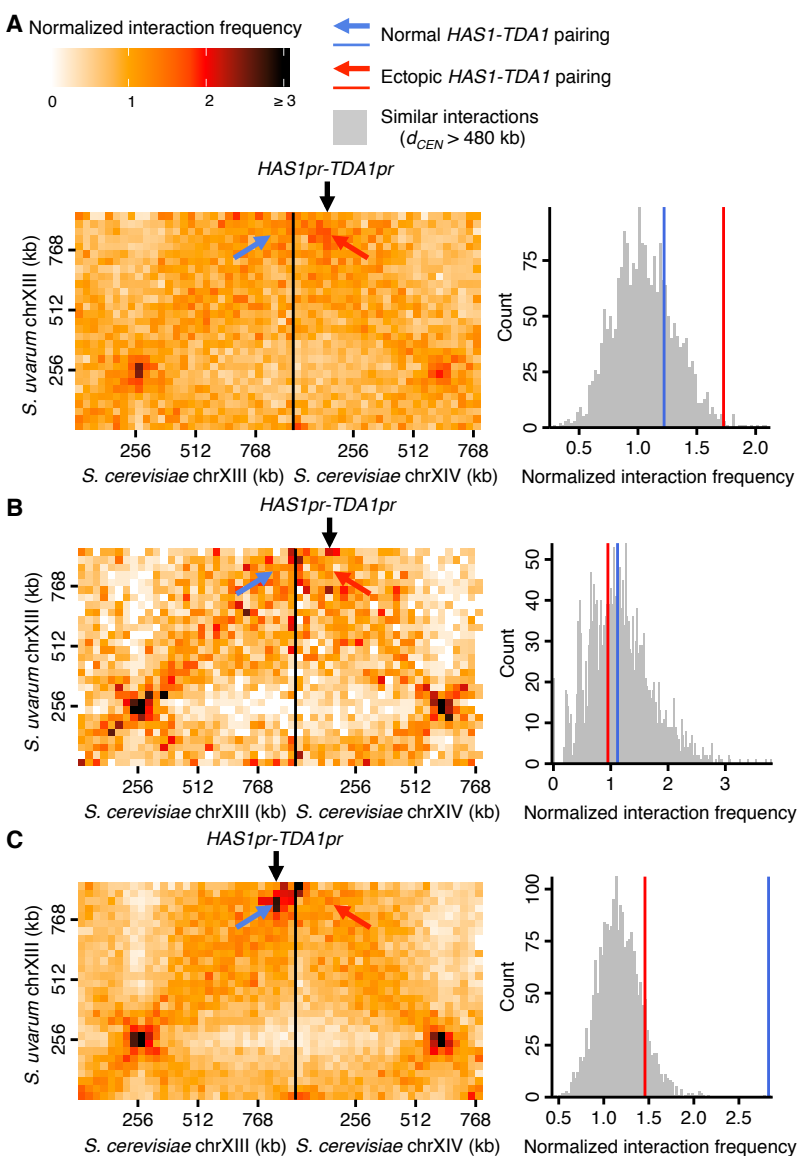 A Normalized interaction frequency
0 1 2 ≥ 3
Normal HAS1-TDA1 pairing
Ectopic HAS1-TDA1 pairing
Similar interactions
(dCEN > 480 kb)
HAS1pr-TDA1pr
S. uvarum chrXIII (kb)
768
512
256
256 512 768 256 512 768
S. cerevisiae chrXIII (kb) S. cerevisiae chrXIV (kb)
Count
75
50
25
0
0.5 1.0 1.5 2.0
Normalized interaction frequency
B
HAS1pr-TDA1pr
S. uvarum chrXIII (kb)
768
512
256
256 512 768 256 512 768
S. cerevisiae chrXIII (kb) S. cerevisiae chrXIV (kb)
Count
50
40
30
20
10
0
0 1 2 3
Normalized interaction frequency
C
HAS1pr-TDA1pr
S. uvarum chrXIII (kb)
768
512
256
256 512 768 256 512 768
S. cerevisiae chrXIII (kb) S. cerevisiae chrXIV (kb)
Count
100
75
50
25
0
0.5 1.0 1.5 2.0 2.5
Normalized interaction frequency